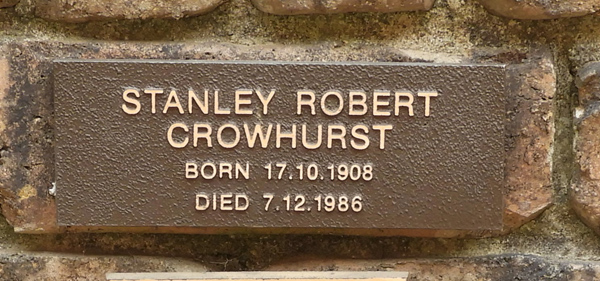 STANLEY ROBERT
CROWHURST
BORN 17.10.1908
DIED 7.12.1986